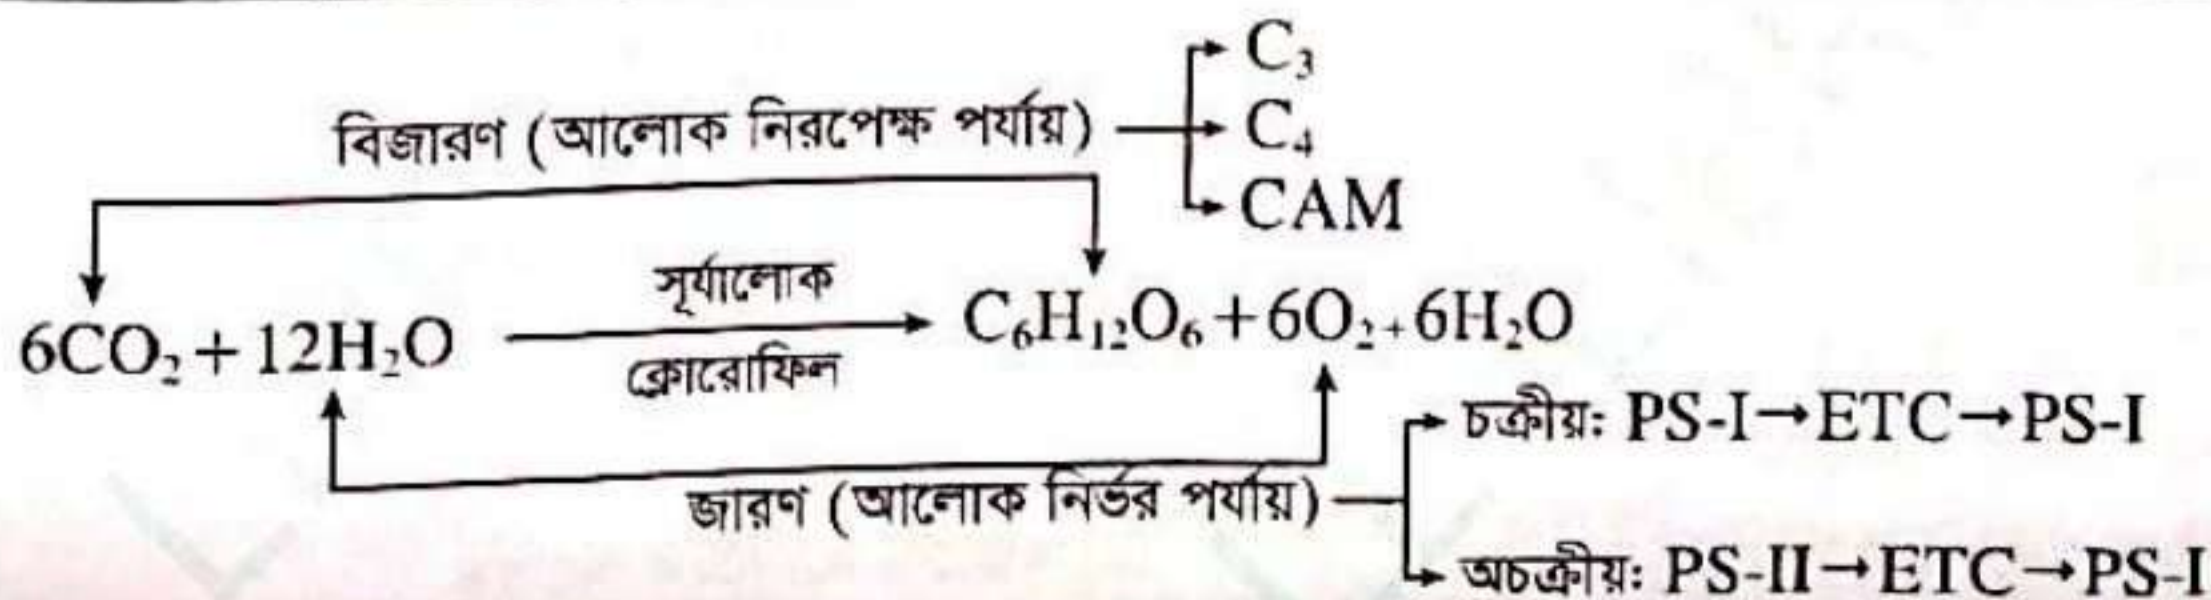 C₃
বিজারণ (আলোক নিরপেক্ষ পর্যায়)
C₄
CAM
সূর্যালোক
6CO₂+12H₂O
C₆H₁₂O₆+6O₂+6H₂O
ক্লোরোফিল
চক্রীয়: PS-I→ETC→PS-I
জারণ (আলোক নির্ভর পর্যায়)
অচক্রীয়: PS-II→ETC→PS-I